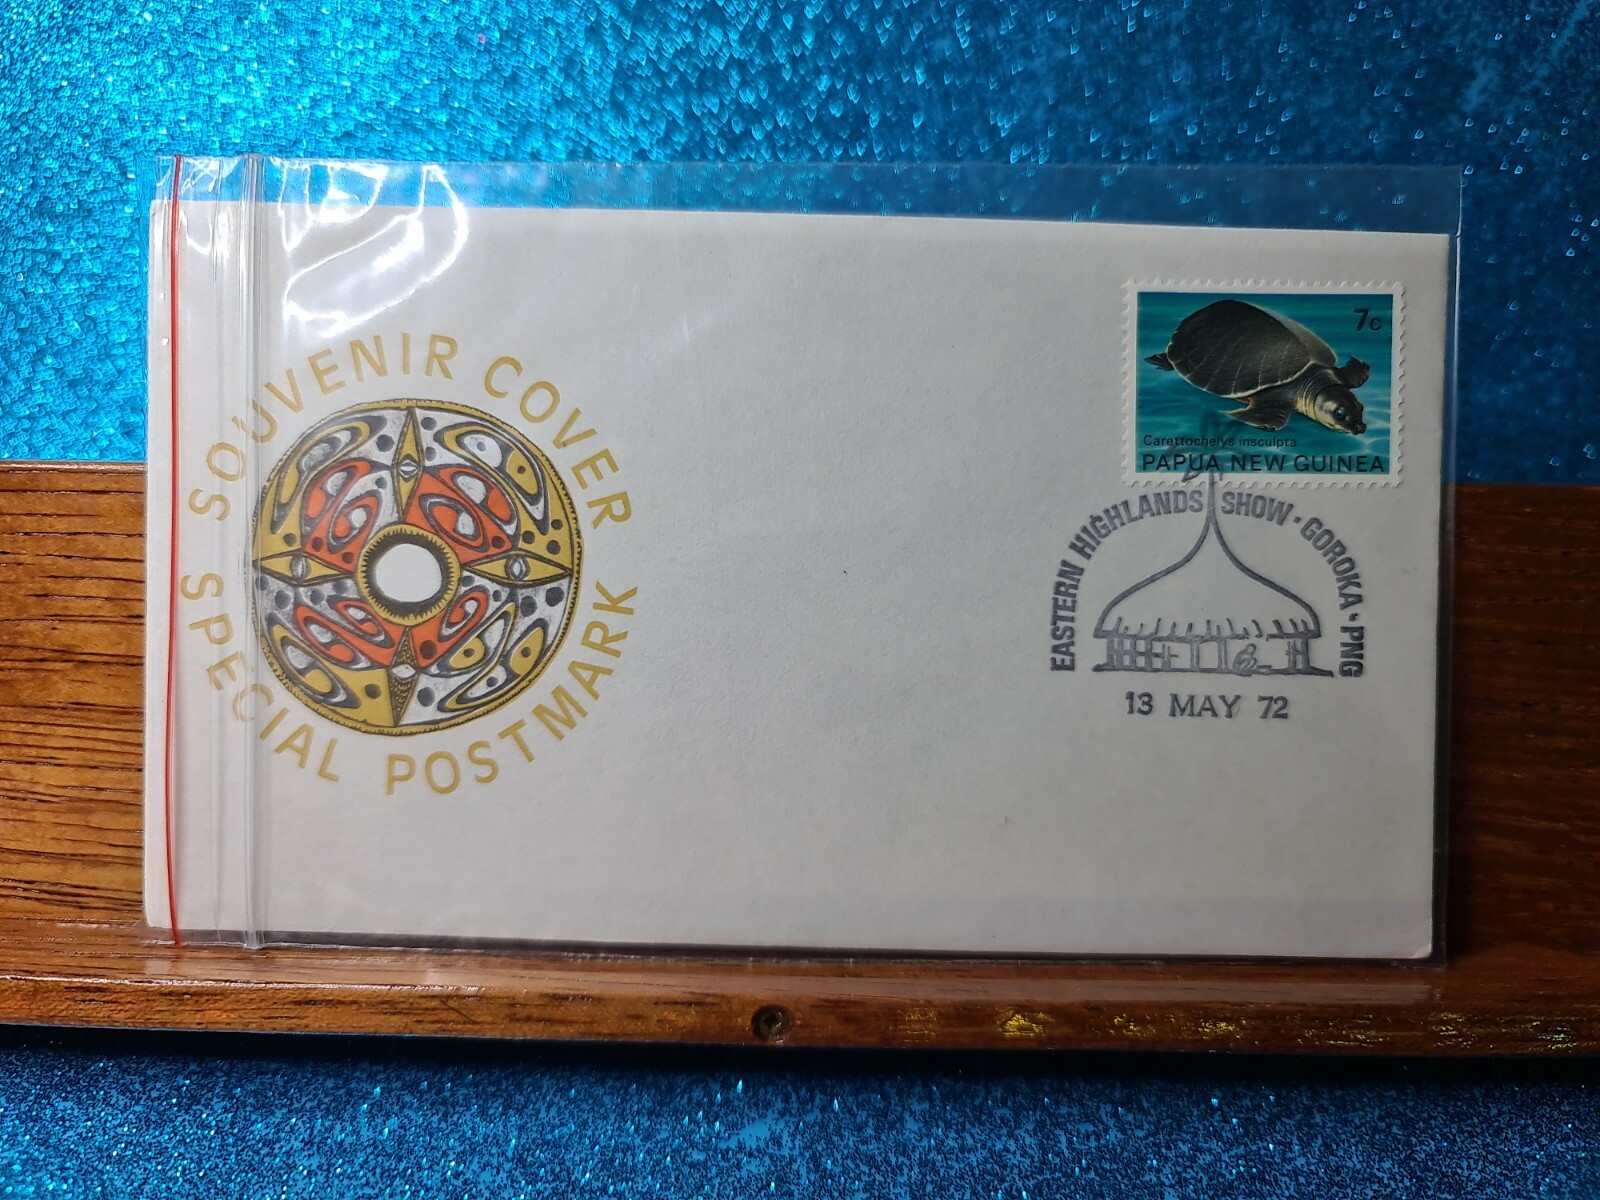 SOUVENIR COVER
SPECIAL POSTMARK
7c
Carettochelys insculpta
PAPUA NEW GUINEA
EASTERN HIGHLANDS SHOW · GOROKA · PNG
13 MAY 72